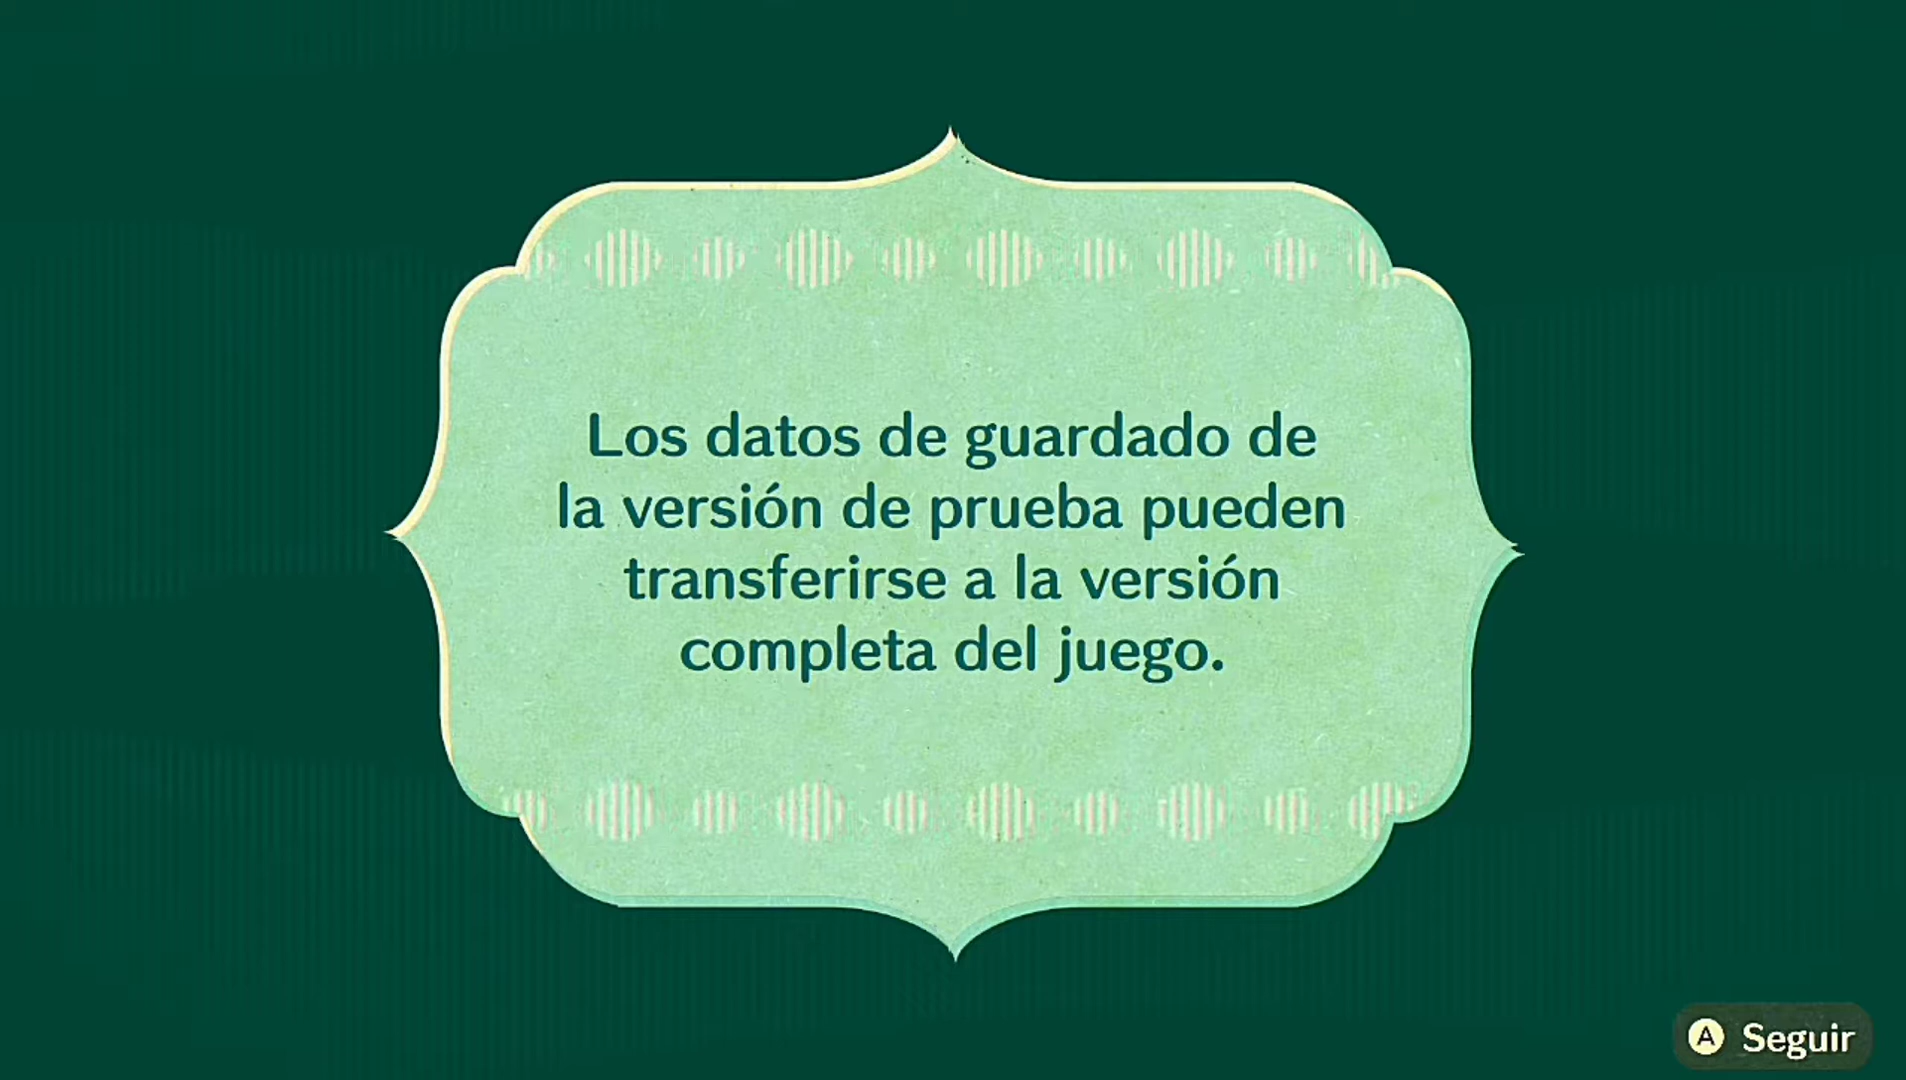 Los datos de guardado de
la versión de prueba pueden
transferirse a la versión
completa del juego.
A Seguir